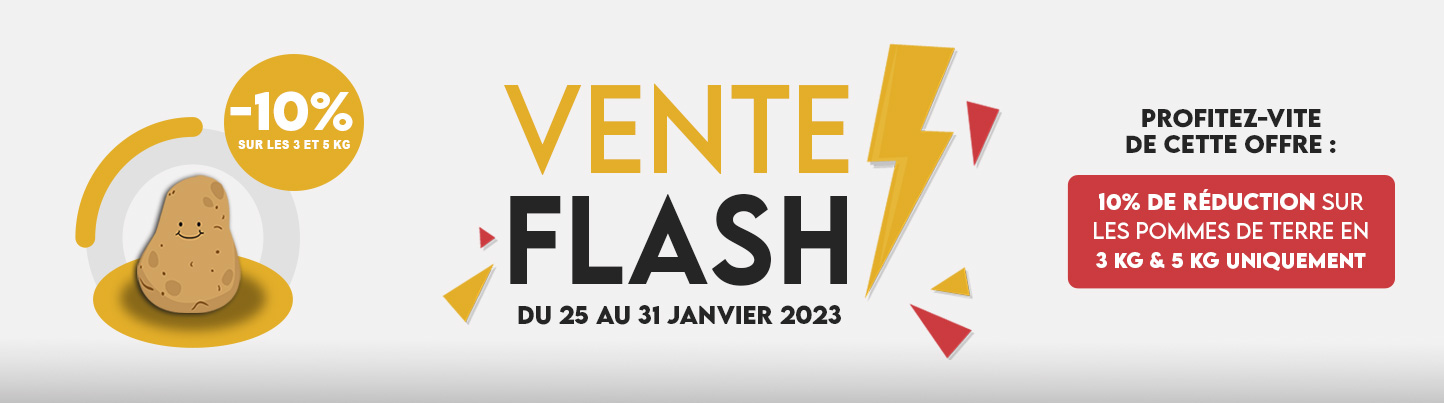 -10%
SUR LES 3 ET 5 KG
VENTE
FLASH
DU 25 AU 31 JANVIER 2023
PROFITEZ-VITE
DE CETTE OFFRE :
10% DE RÉDUCTION SUR
LES POMMES DE TERRE EN
3 KG & 5 KG UNIQUEMENT